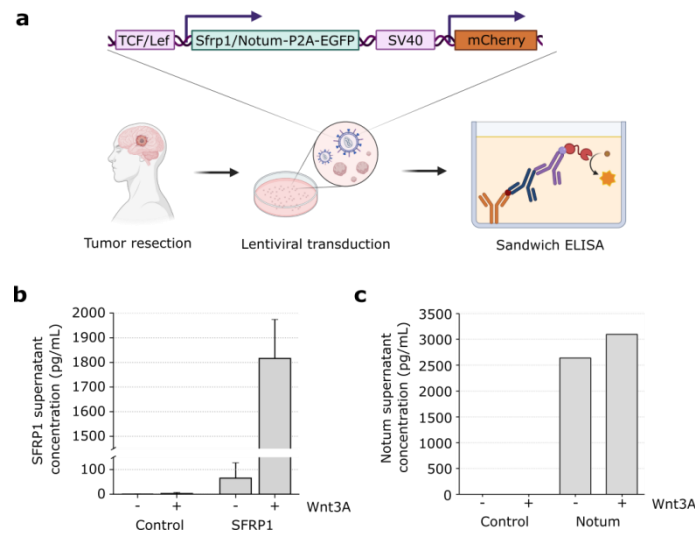 a
TCF/Lef
Sfrp1/Notum-P2A-EGFP
SV40
mCherry
Tumor resection
Lentiviral transduction
Sandwich ELISA
b
SFRP1 supernatant
concentration (pg/mL)
2000
1900
1800
1700
1600
1500
100
0
- + - + Wnt3A
Control SFRP1
c
Notum supernatant
concentration (pg/mL)
3500
3000
2500
2000
1500
1000
500
0
- + - + Wnt3A
Control Notum